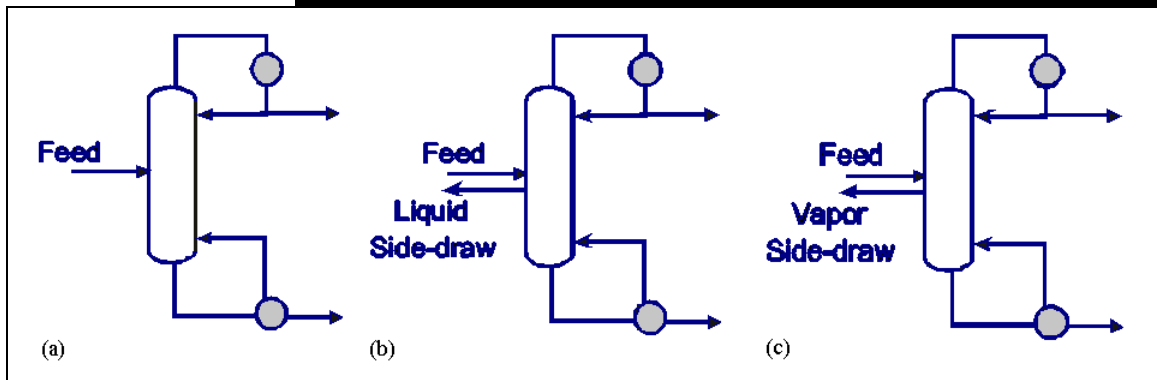 Feed
(a)
Feed
Liquid
Side-draw
(b)
Feed
Vapor
Side-draw
(c)